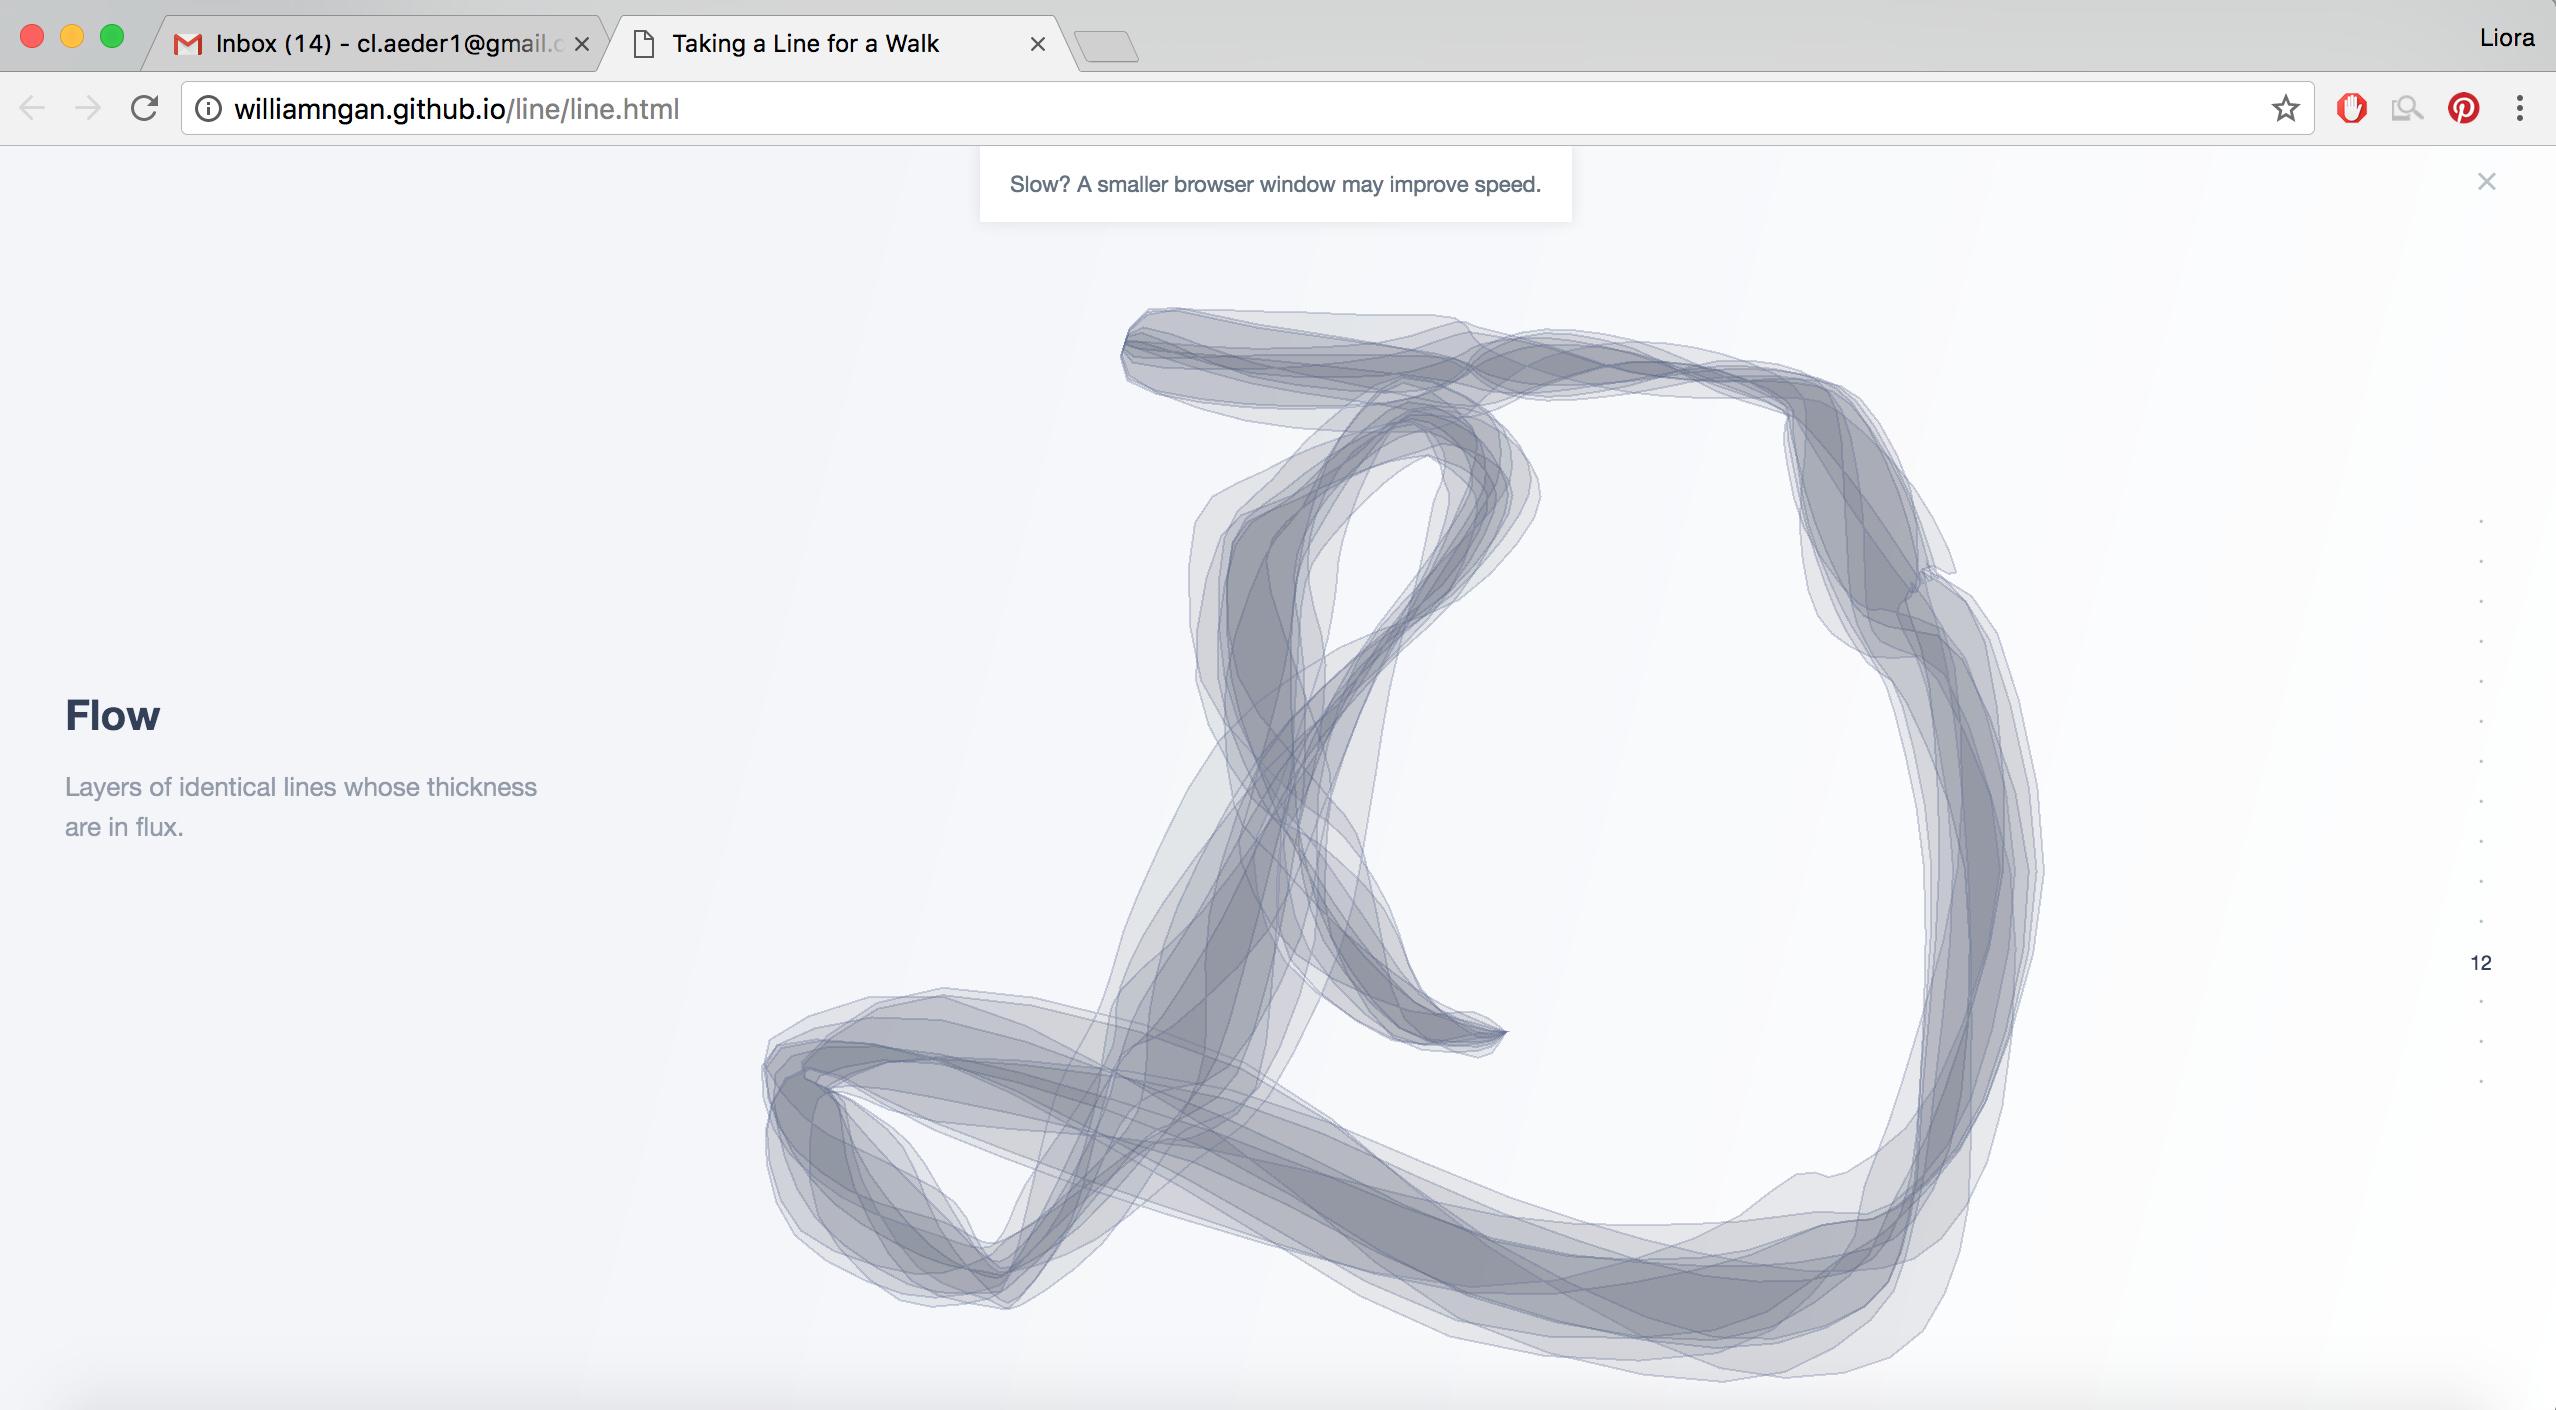 Inbox (14) - cl.aeder1@gmail.c
Taking a Line for a Walk
Liora
williamngan.github.io/line/line.html
Slow? A smaller browser window may improve speed.
Flow
Layers of identical lines whose thickness
are in flux.
12